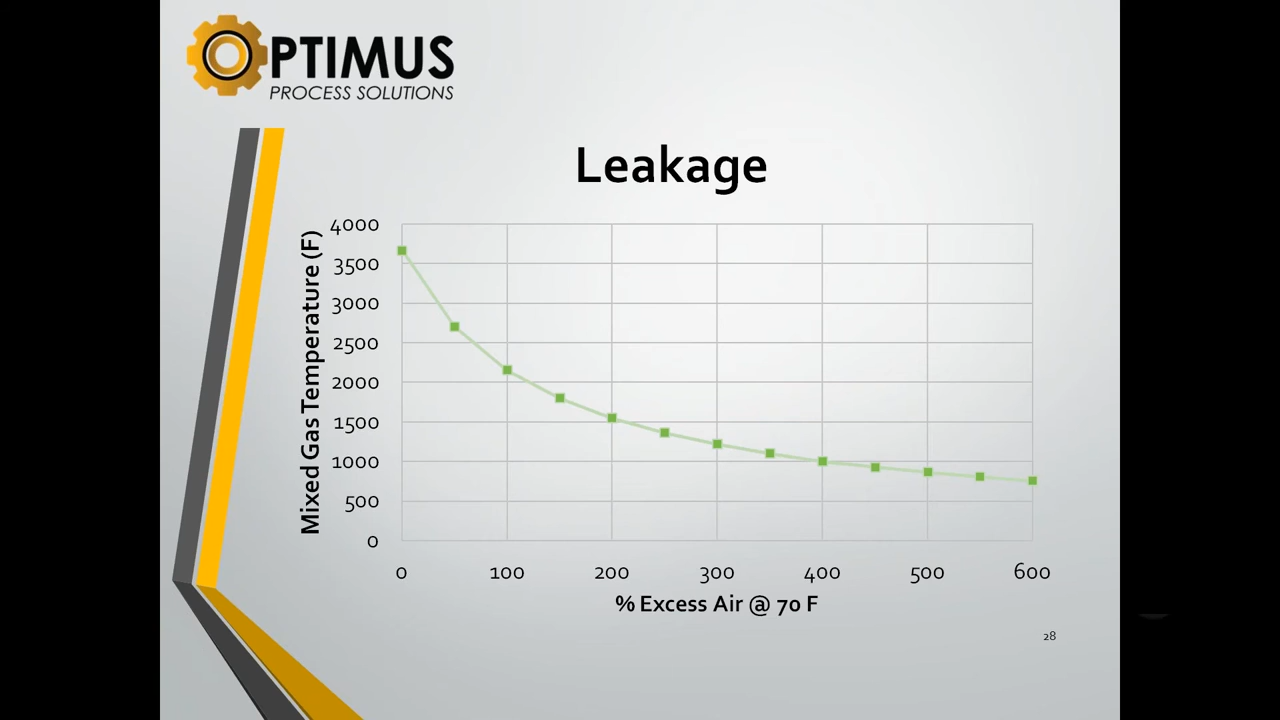 OPTIMUS
PROCESS SOLUTIONS
Leakage
Mixed Gas Temperature (F)
4000
3500
3000
2500
2000
1500
1000
500
0
0 100 200 300 400 500 600
% Excess Air @ 70 F
28